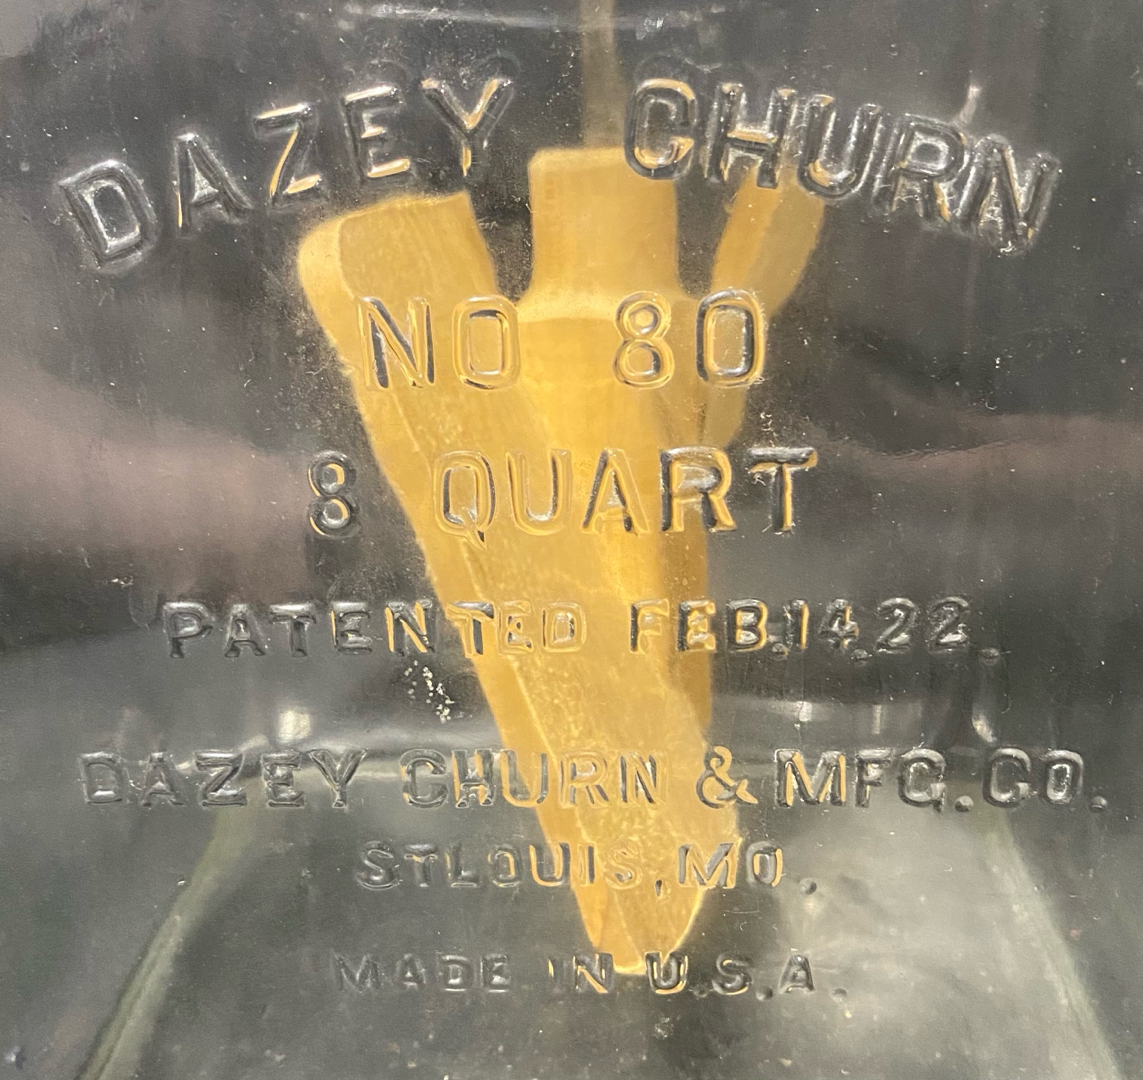 DAZEY CHURN
NO 80
8 QUART
PATENTED FEB.14.22.
DAZEY CHURN & MFG.CO.
ST LOUIS, MO.
MADE IN U.S.A.